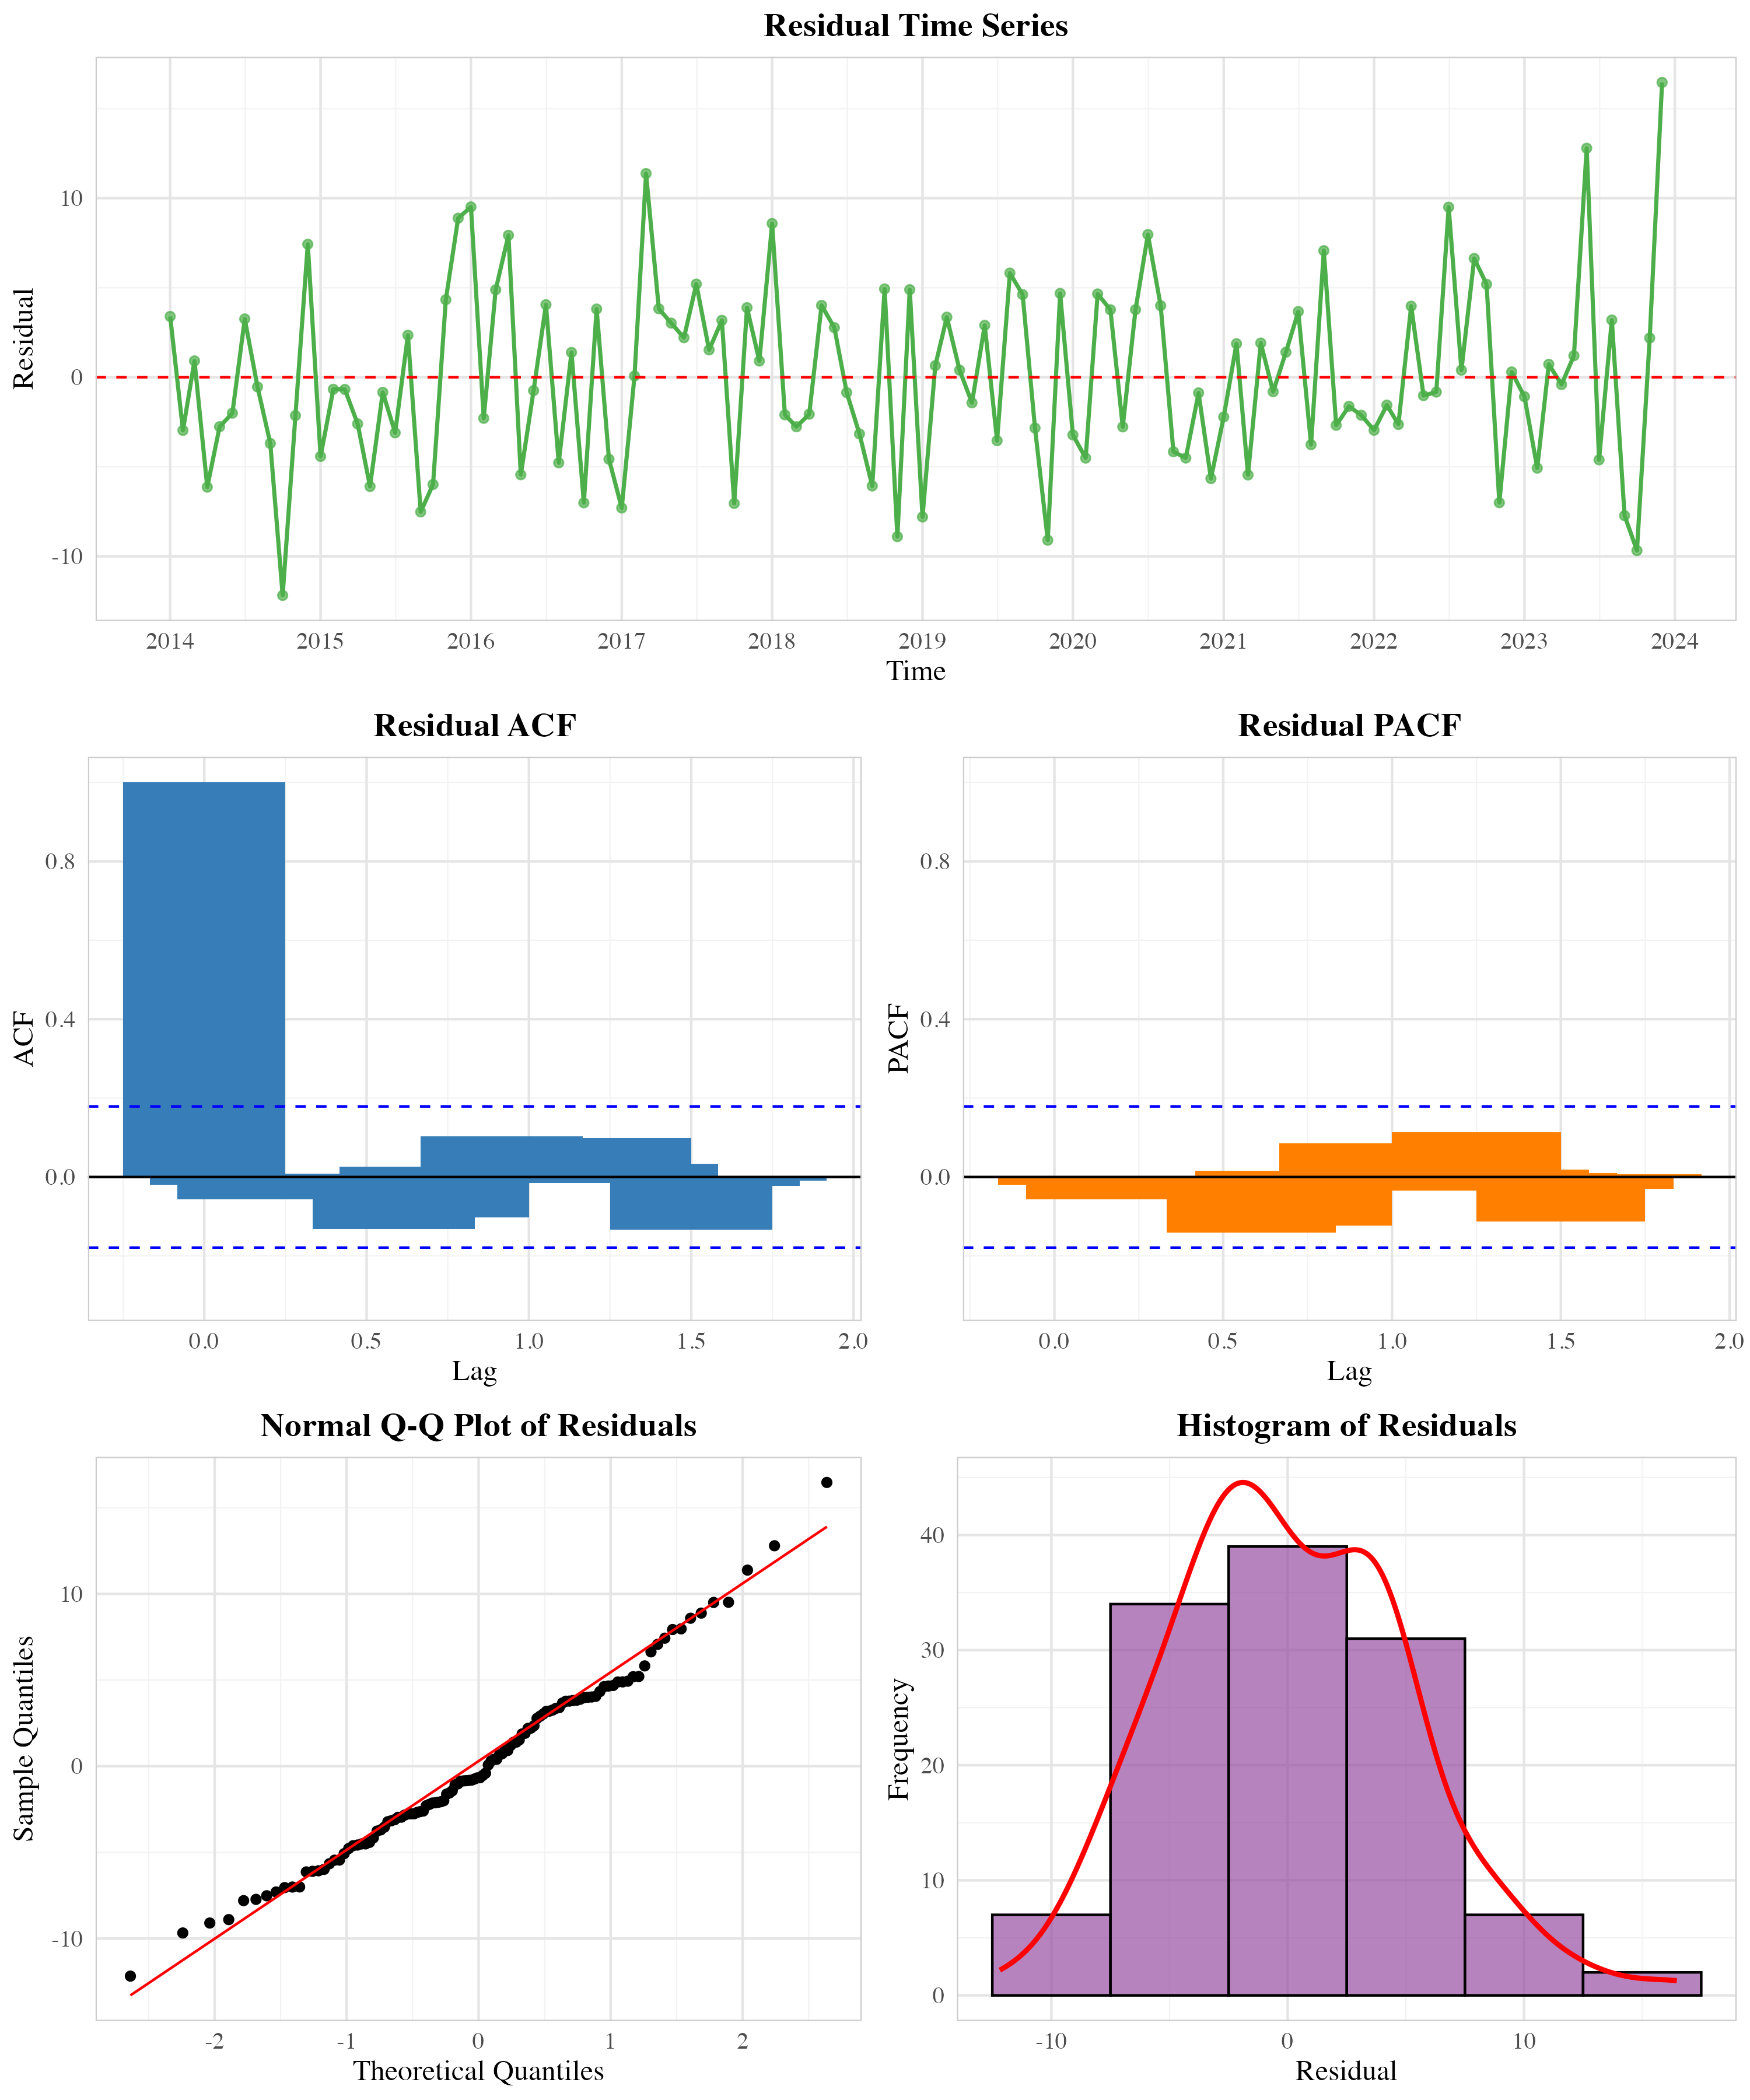 Residual Time Series
Residual
10
0
-10
2014 2015 2016 2017 2018 2019 2020 2021 2022 2023 2024
Time
Residual ACF
ACF
0.8
0.4
0.0
0.0 0.5 1.0 1.5 2.0
Lag
Residual PACF
PACF
0.8
0.4
0.0
0.0 0.5 1.0 1.5 2.0
Lag
Normal Q-Q Plot of Residuals
Sample Quantiles
10
0
-10
-2 -1 0 1 2
Theoretical Quantiles
Histogram of Residuals
Frequency
40
30
20
10
0
-10 0 10
Residual